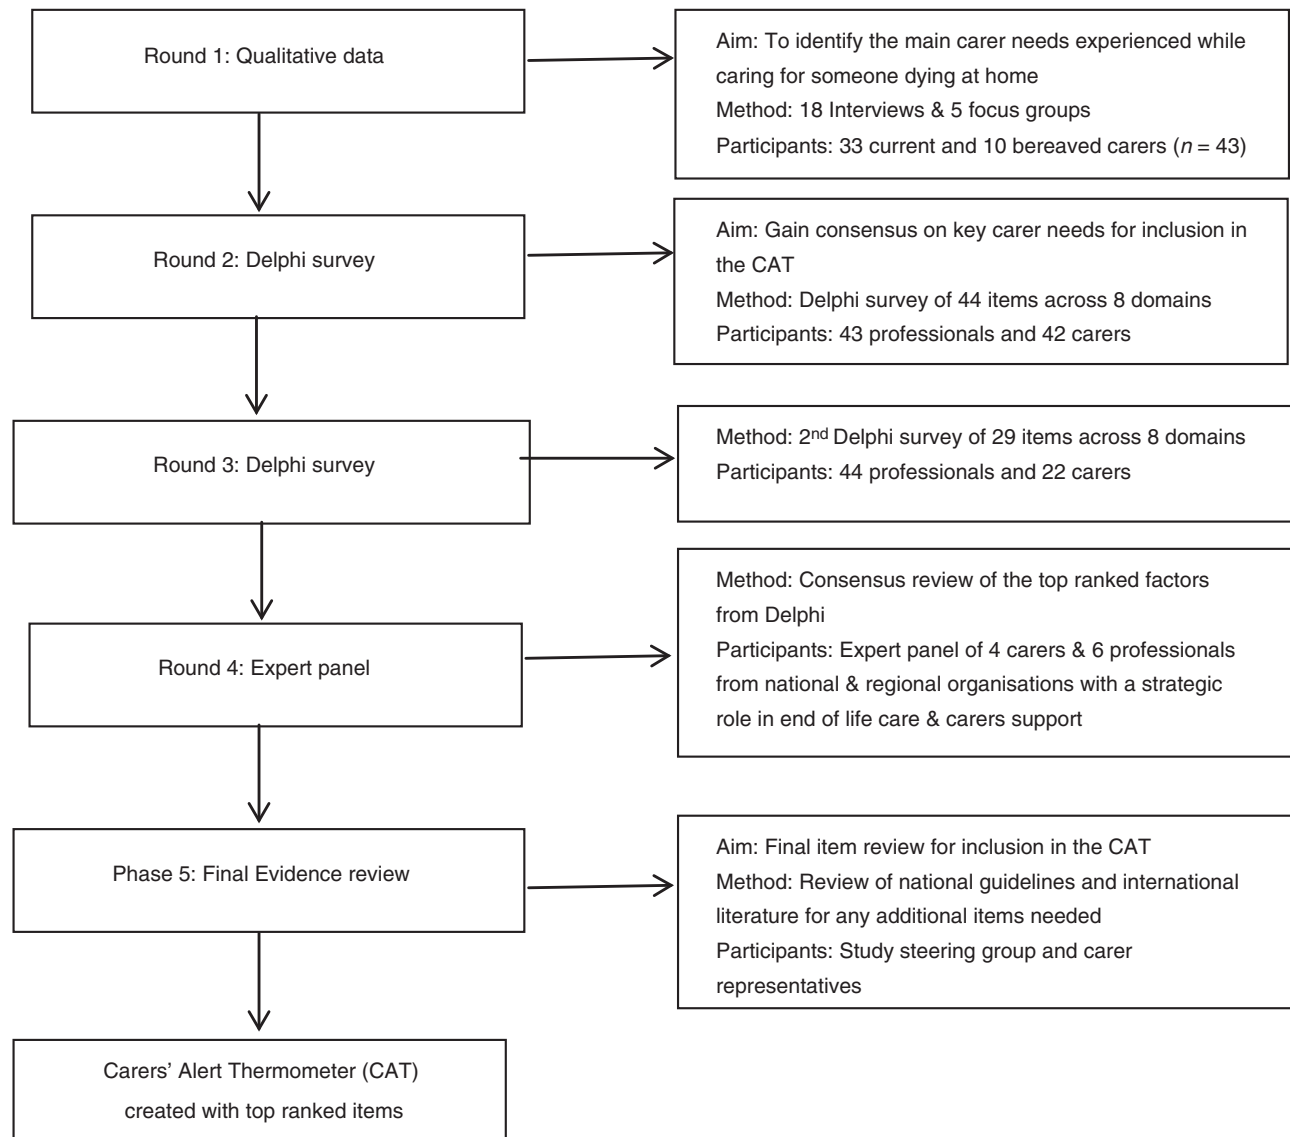 Round 1: Qualitative data
Aim: To identify the main carer needs experienced while
caring for someone dying at home
Method: 18 Interviews & 5 focus groups
Participants: 33 current and 10 bereaved carers (n = 43)
Round 2: Delphi survey
Aim: Gain consensus on key carer needs for inclusion in
the CAT
Method: Delphi survey of 44 items across 8 domains
Participants: 43 professionals and 42 carers
Round 3: Delphi survey
Method: 2nd Delphi survey of 29 items across 8 domains
Participants: 44 professionals and 22 carers
Round 4: Expert panel
Method: Consensus review of the top ranked factors
from Delphi
Participants: Expert panel of 4 carers & 6 professionals
from national & regional organisations with a strategic
role in end of life care & carers support
Phase 5: Final Evidence review
Aim: Final item review for inclusion in the CAT
Method: Review of national guidelines and international
literature for any additional items needed
Participants: Study steering group and carer
representatives
Carers’ Alert Thermometer (CAT)
created with top ranked items